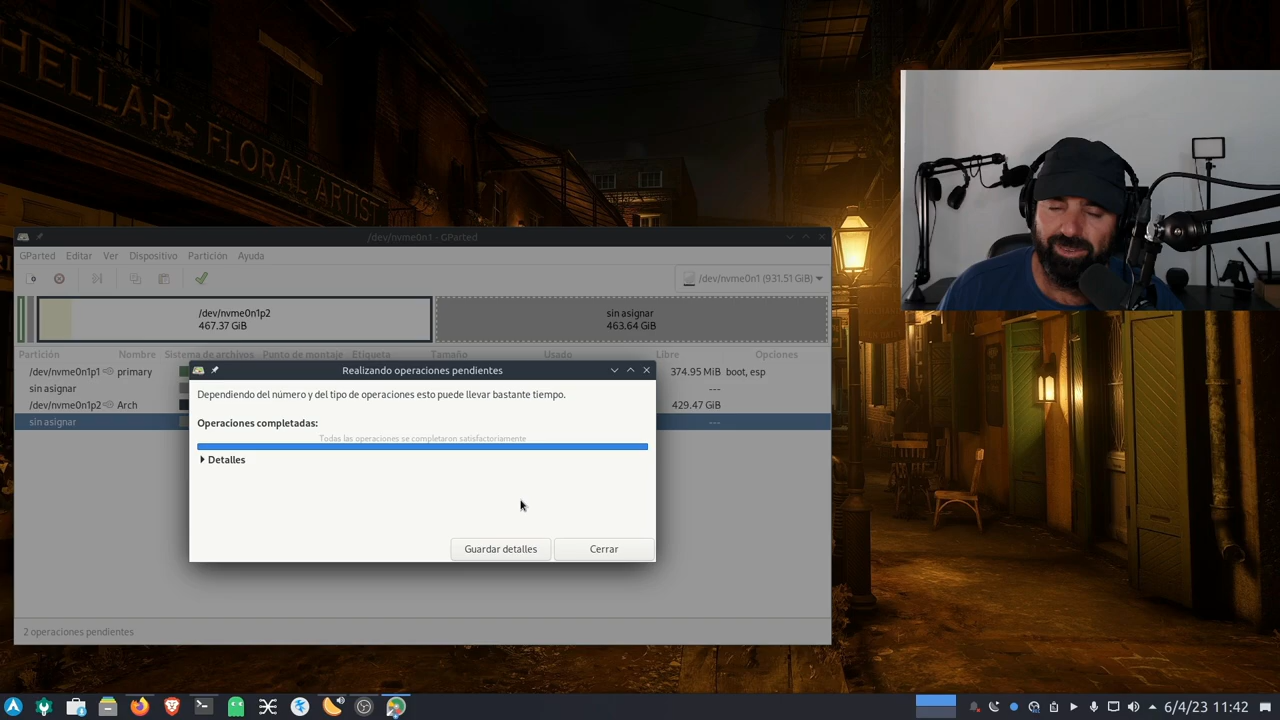 HELLAR - FLORAL ARTIST
/dev/nvme0n1 - GParted
GParted Editar Ver Dispositivo Partición Ayuda
/dev/nvme0n1 (931.51 GiB)
/dev/nvme0n1p2
467.37 GiB
sin asignar
463.64 GiB
Partición Nombre Sistema de archivos Punto de montaje Etiqueta Tamaño Usado Libre Opciones
/dev/nvme0n1p1 primary 374.95 MiB boot, esp
sin asignar ---
/dev/nvme0n1p2 Arch 429.47 GiB
sin asignar ---
Realizando operaciones pendientes
Dependiendo del número y del tipo de operaciones esto puede llevar bastante tiempo.
Operaciones completadas:
Todas las operaciones se completaron satisfactoriamente
Detalles
Guardar detalles Cerrar
2 operaciones pendientes
6/4/23 11:42